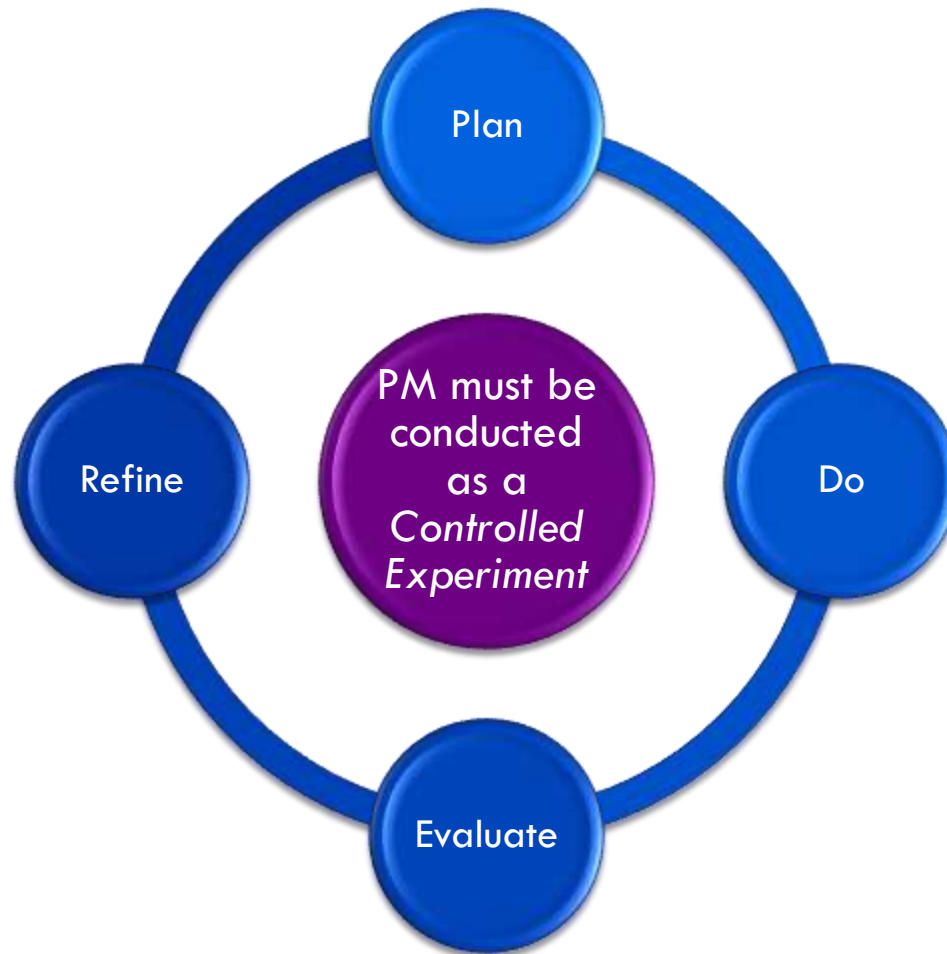 Plan
PM must be
conducted
as a
Controlled
Experiment
Refine
Do
Evaluate